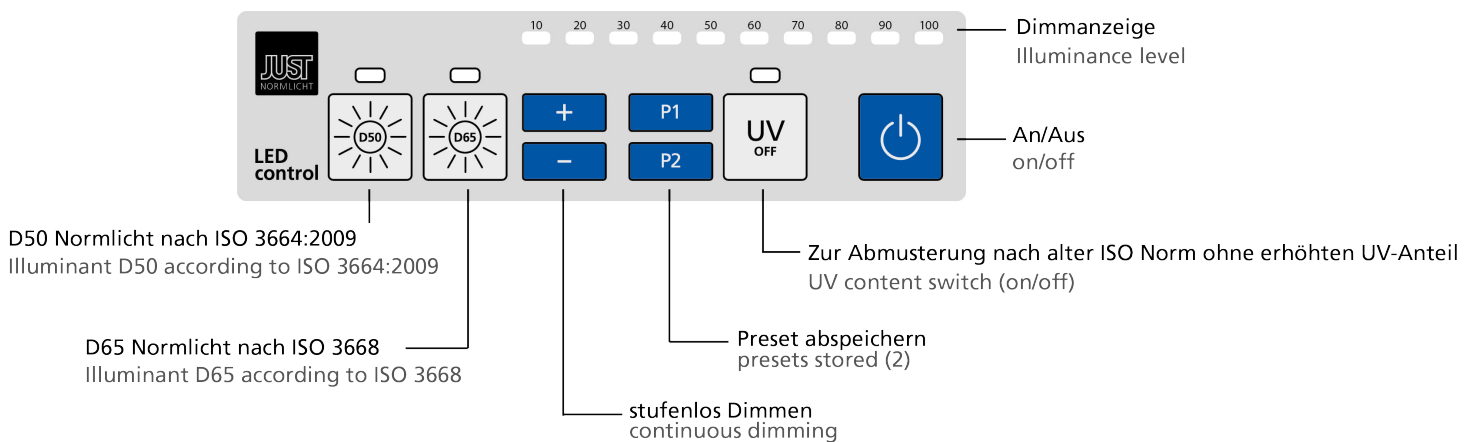 10 20 30 40 50 60 70 80 90 100
Dimmanzeige
Illuminance level
JUST
NORMLICHT
D50
D65
+
P1
UV
OFF
LED
control
−
P2
An/Aus
on/off
D50 Normlicht nach ISO 3664:2009
Illuminant D50 according to ISO 3664:2009
Zur Abmusterung nach alter ISO Norm ohne erhöhten UV-Anteil
UV content switch (on/off)
D65 Normlicht nach ISO 3668
Illuminant D65 according to ISO 3668
Preset abspeichern
presets stored (2)
stufenlos Dimmen
continuous dimming